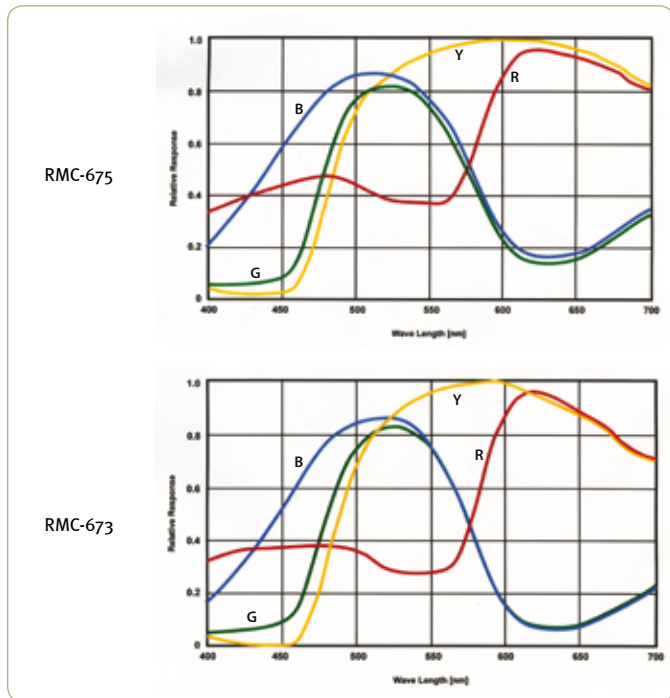 RMC-675
1.0
0.8
0.6
0.4
0.2
0
Relative Response
B
G
Y
R
400 450 500 550 600 650 700
Wave Length [nm]
RMC-673
1.0
0.8
0.6
0.4
0.2
0
Relative Response
B
G
Y
R
400 450 500 550 600 650 700
Wave Length [nm]